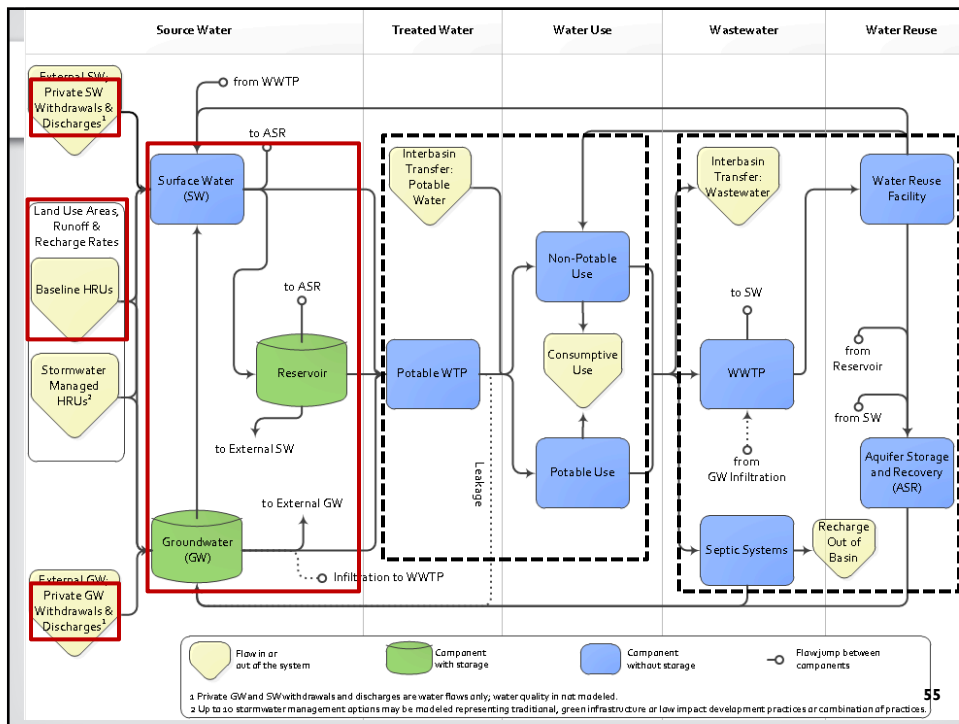 Source Water
Treated Water
Water Use
Wastewater
Water Reuse
External SW;
Private SW
Withdrawals &
Discharges¹
from WWTP
to ASR
Surface Water
(SW)
Land Use Areas,
Runoff &
Recharge Rates
Baseline HRUs
Stormwater
Managed
HRUs²
to ASR
Reservoir
to External SW
to External GW
Groundwater
(GW)
Infiltration to WWTP
External GW;
Private GW
Withdrawals &
Discharges¹
Interbasin
Transfer:
Potable
Water
Potable WTP
Leakage
Non-Potable
Use
Consumptive
Use
Potable Use
Interbasin
Transfer:
Wastewater
to SW
WWTP
from
GW Infiltration
Septic Systems
Recharge
Out of
Basin
Water Reuse
Facility
from
Reservoir
from SW
Aquifer Storage
and Recovery
(ASR)
Flow in or
out of the system
Component
with storage
Component
without storage
Flow jump between
components
1 Private GW and SW withdrawals and discharges are water flows only; water quality in not modeled.
2 Up to 10 stormwater management options may be modeled representing traditional, green infrastructure or low impact development practices or combination of practices.
55